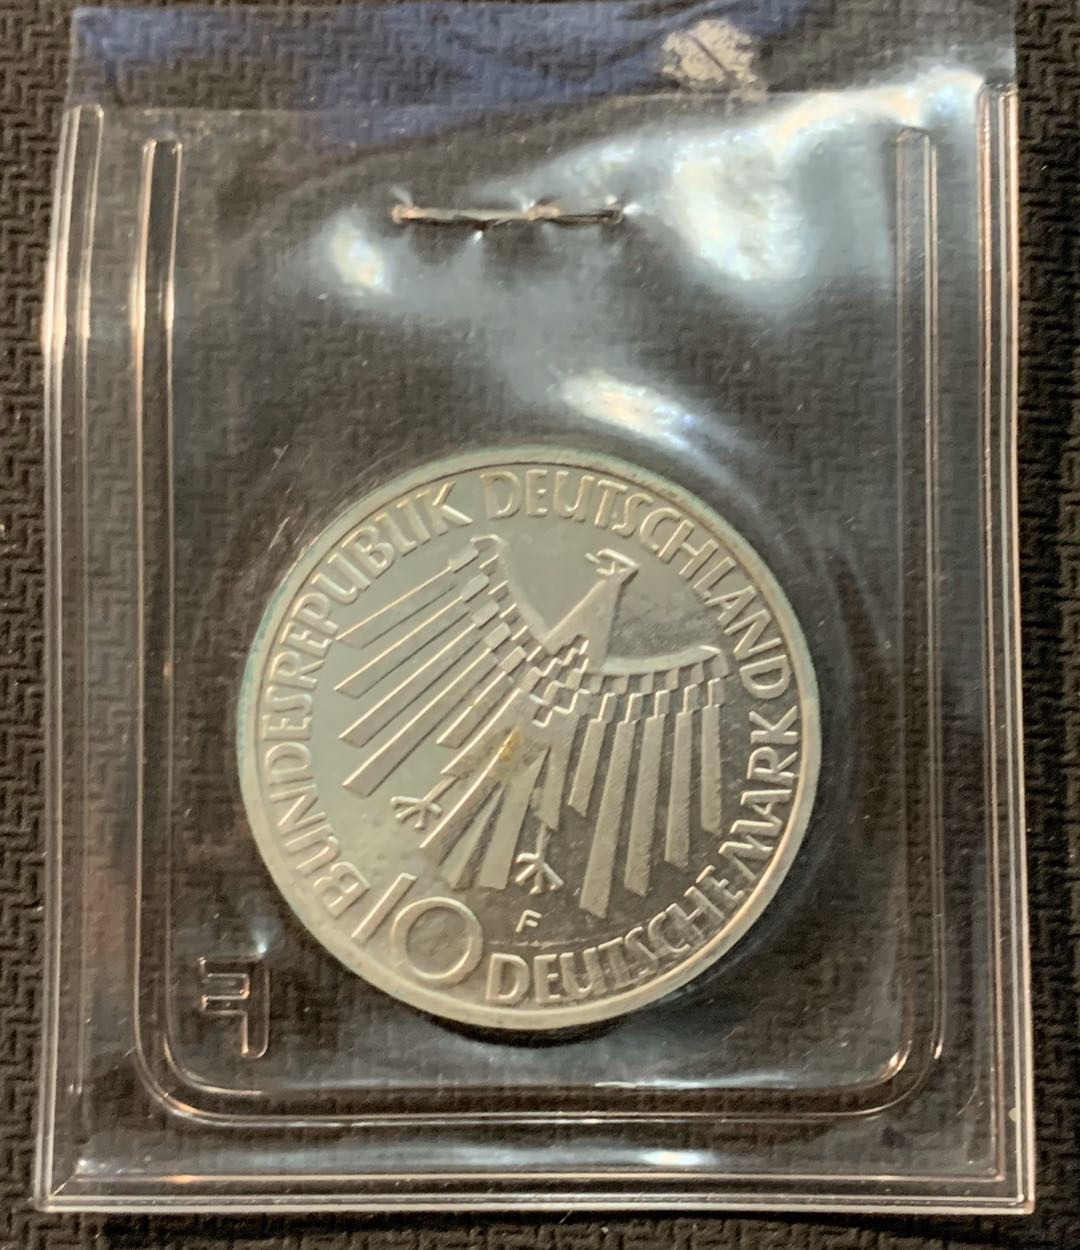 BUNDESREPUBLIK DEUTSCHLAND
10 DEUTSCHE MARK
F